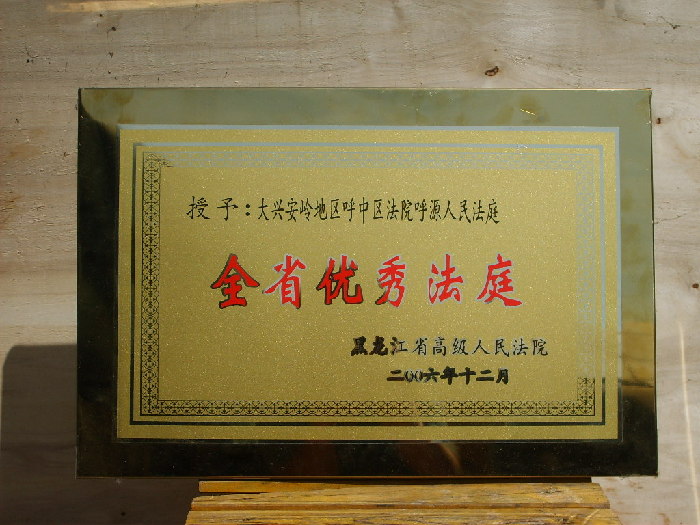 授予：大兴安岭地区呼中区法院呼源人民法庭
全省优秀法庭
黑龙江省高级人民法院
二00六年十二月